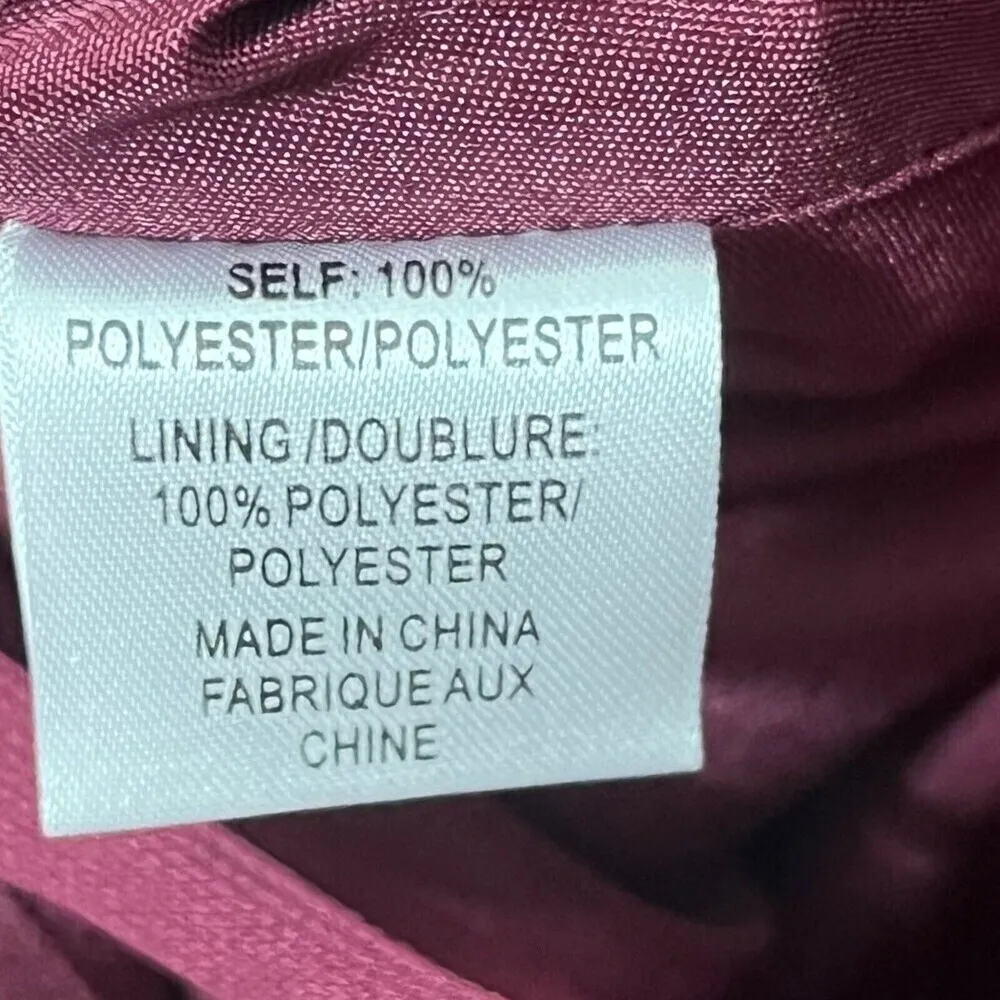 SELF: 100%
POLYESTER/POLYESTER
LINING /DOUBLURE:
100% POLYESTER/
POLYESTER
MADE IN CHINA
FABRIQUE AUX
CHINE